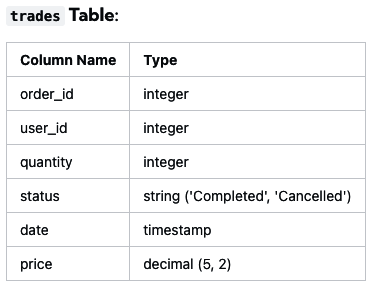 trades Table:
Column Name Type
order_id integer
user_id integer
quantity integer
status string ('Completed', 'Cancelled')
date timestamp
price decimal (5, 2)